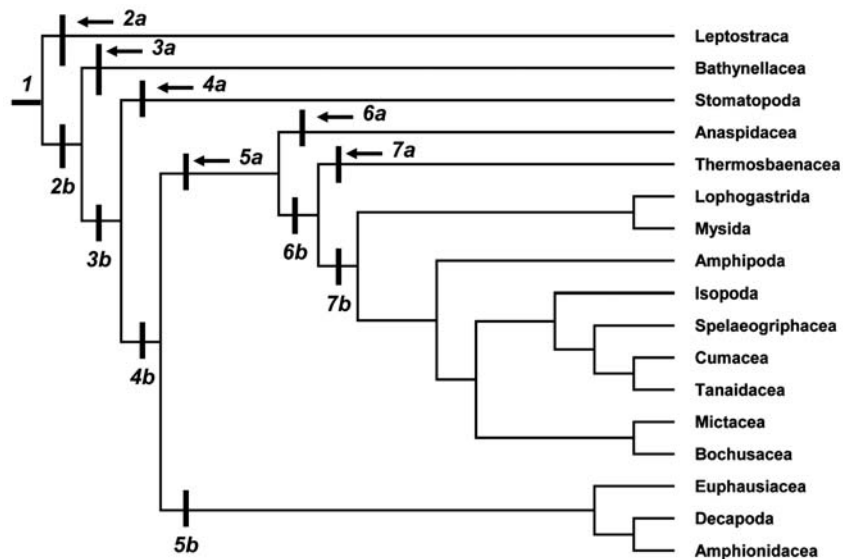 2a
Leptostraca
3a
Bathynellacea
1
4a
Stomatopoda
6a
Anaspidacea
5a
7a
Thermosbaenacea
2b
Lophogastrida
Mysida
6b
3b
7b
Amphipoda
Isopoda
Spelaeogriphacea
Cumacea
4b
Tanaidacea
Mictacea
Bochusacea
Euphausiacea
Decapoda
5b
Amphionidacea